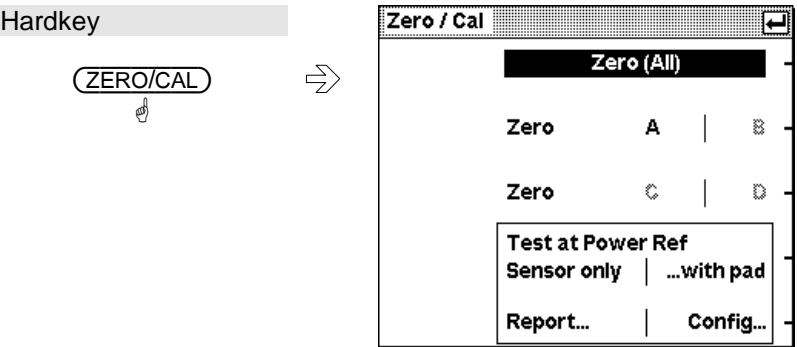 Hardkey
ZERO/CAL
Zero / Cal
Zero (All)
Zero A | B
Zero C | D
Test at Power Ref
Sensor only | ...with pad
Report... | Config...